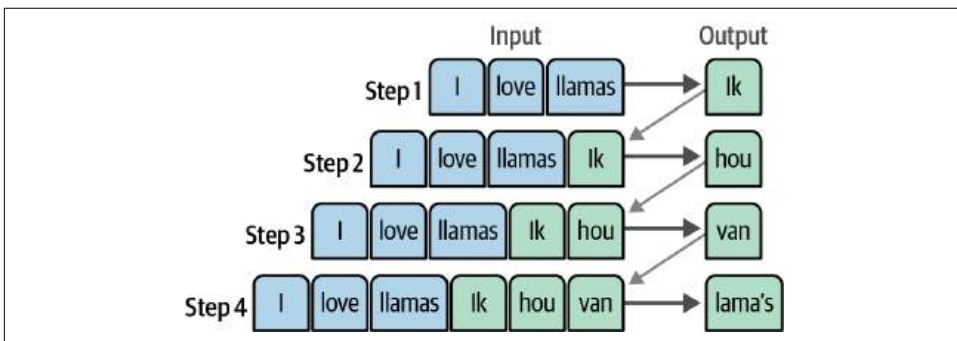 Input Output
Step 1 I love llamas Ik
Step 2 I love llamas Ik hou
Step 3 I love llamas Ik hou van
Step 4 I love llamas Ik hou van lama's